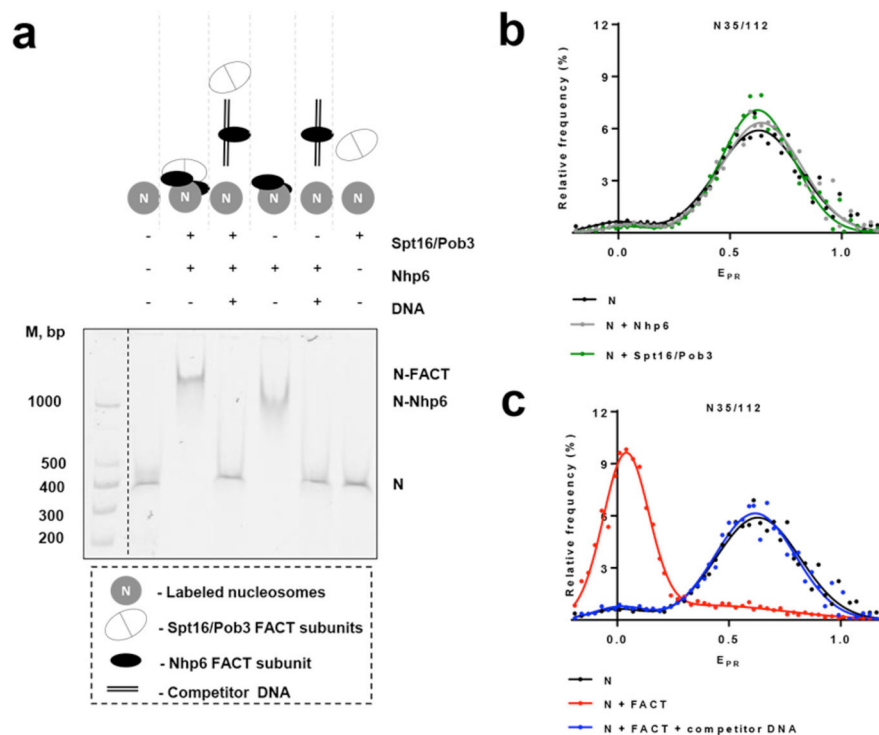 a
N N N N N N
- + + - - + Spt16/Pob3
- + + + + - Nhp6
- - + - + - DNA
M, bp
N-FACT
1000 N-Nhp6
500
400 N
300
200
N - Labeled nucleosomes
- Spt16/Pob3 FACT subunits
- Nhp6 FACT subunit
- Competitor DNA
b
N35/112
Relative frequency (%)
12
9
6
3
0.0 0.5 1.0
EPR
N
N + Nhp6
N + Spt16/Pob3
c
N35/112
Relative frequency (%)
12
9
6
3
0.0 0.5 1.0
EPR
N
N + FACT
N + FACT + competitor DNA